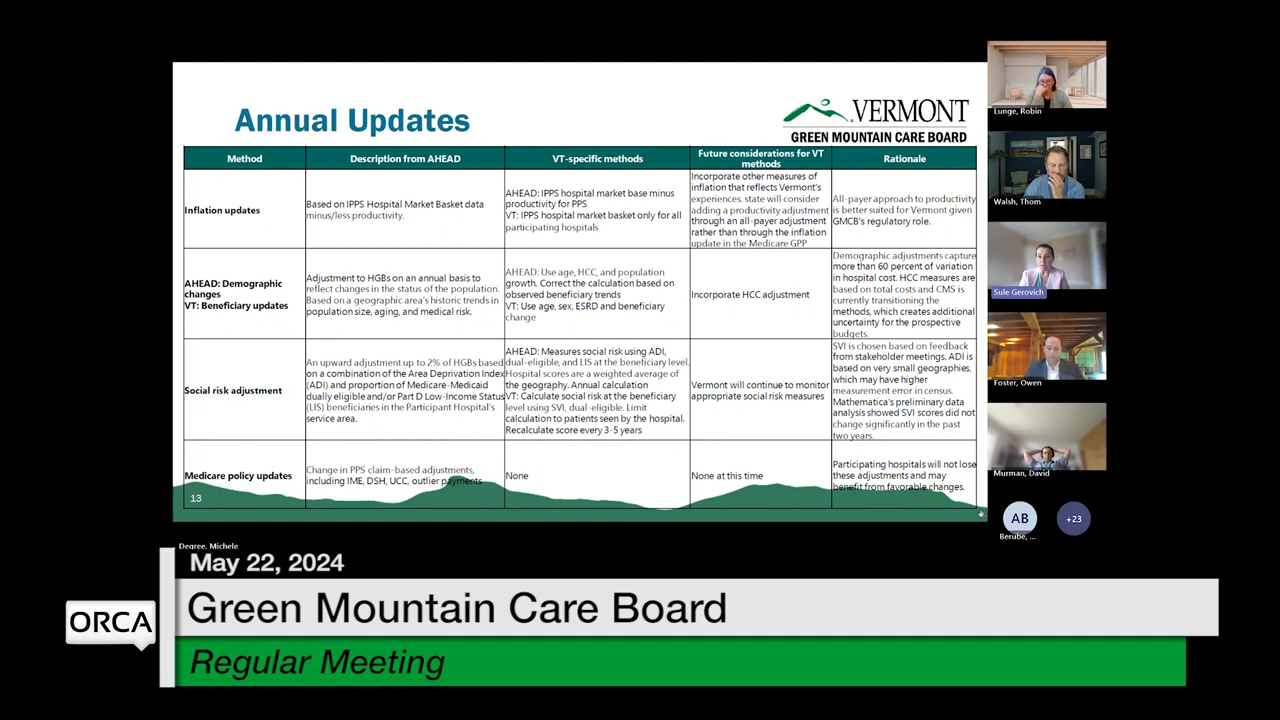 Annual Updates
VERMONT
GREEN MOUNTAIN CARE BOARD
Method
Description from AHEAD
VT-specific methods
Future considerations for VT
methods
Rationale
Inflation updates
Based on IPPS Hospital Market Basket data
minus/less productivity.
AHEAD: IPPS hospital market base minus
productivity for PPS
VT: IPPS hospital market basket only for all
participating hospitals
Incorporate other measures of
inflation that reflects Vermont's
experiences. state will consider
adding a productivity adjustment
through an all-payer adjustment
rather than through the inflation
update in the Medicare GPP
All-payer approach to productivity
is better suited for Vermont given
GMCB's regulatory role.
AHEAD: Demographic
changes
VT: Beneficiary updates
Adjustment to HGBs on an annual basis to
reflect changes in the status of the population.
Based on a geographic area's historic trends in
population size, aging, and medical risk.
AHEAD: Use age, HCC, and population
growth. Correct the calculation based on
observed beneficiary trends
VT: Use age, sex, ESRD and beneficiary
change
Incorporate HCC adjustment
Demographic adjustments capture
more than 60 percent of variation
in hospital cost. HCC measures are
based on total costs and CMS is
currently transitioning the
methods, which creates additional
uncertainty for the prospective
budgets.
Social risk adjustment
An upward adjustment up to 2% of HGBs based
on a combination of the Area Deprivation Index
(ADI) and proportion of Medicare-Medicaid
dually eligible and/or Part D Low-Income Status
(LIS) beneficiaries in the Participant Hospital's
service area.
AHEAD: Measures social risk using ADI,
dual-eligible, and LIS at the beneficiary level.
Hospital scores are a weighted average of
the geography. Annual calculation
VT: Calculate social risk at the beneficiary
level using SVI, dual-eligible. Limit
calculation to patients seen by the hospital.
Recalculate score every 3-5 years
Vermont will continue to monitor
appropriate social risk measures
SVI is chosen based on feedback
from stakeholder meetings. ADI is
based on very small geographies,
which may have higher
measurement error in census.
Mathematica's preliminary data
analysis showed SVI scores did not
change significantly in the past
two years.
Medicare policy updates
Change in PPS claim-based adjustments,
including IME, DSH, UCC, outlier payments
None
None at this time
Participating hospitals will not lose
these adjustments and may
benefit from favorable changes.
13
Lunge, Robin
Walsh, Thom
Sule Gerovich
Foster, Owen
Murman, David
AB
+23
Berube, ...
Degree, Michele
May 22, 2024
Green Mountain Care Board
ORCA
Regular Meeting